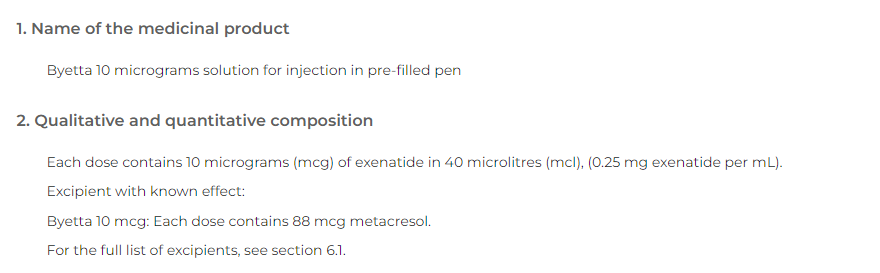 1. Name of the medicinal product
Byetta 10 micrograms solution for injection in pre-filled pen
2. Qualitative and quantitative composition
Each dose contains 10 micrograms (mcg) of exenatide in 40 microlitres (mcl), (0.25 mg exenatide per mL).
Excipient with known effect:
Byetta 10 mcg: Each dose contains 88 mcg metacresol.
For the full list of excipients, see section 6.1.